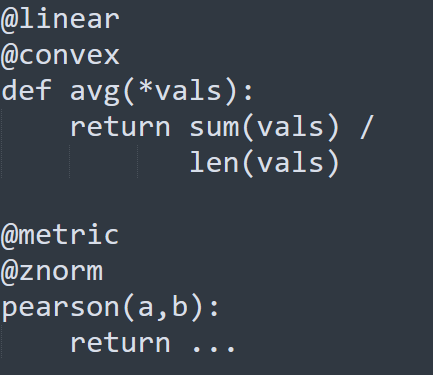 @linear
@convex
def avg(*vals):
    return sum(vals) /
           len(vals)

@metric
@znorm
pearson(a,b):
    return ...